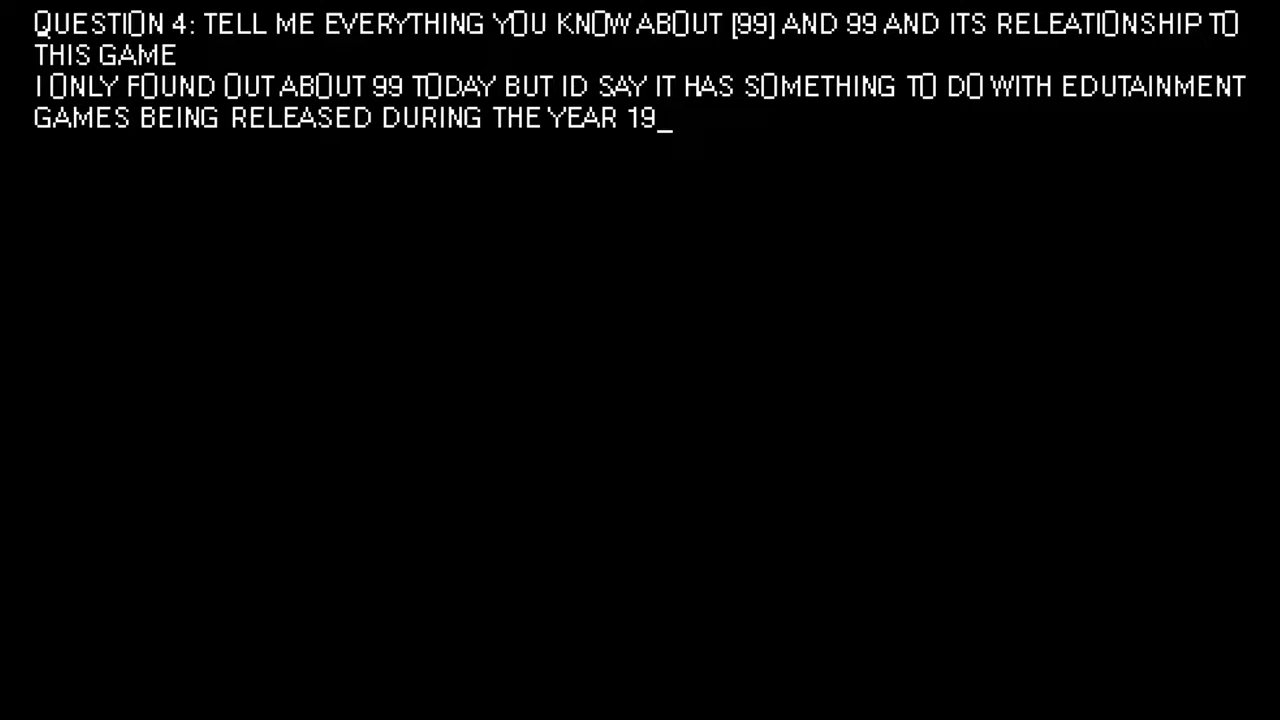 QUESTION 4: TELL ME EVERYTHING YOU KNOW ABOUT [99] AND 99 AND ITS RELEATIONSHIP TO
THIS GAME
I ONLY FOUND OUT ABOUT 99 TODAY BUT ID SAY IT HAS SOMETHING TO DO WITH EDUTAINMENT
GAMES BEING RELEASED DURING THE YEAR 19_